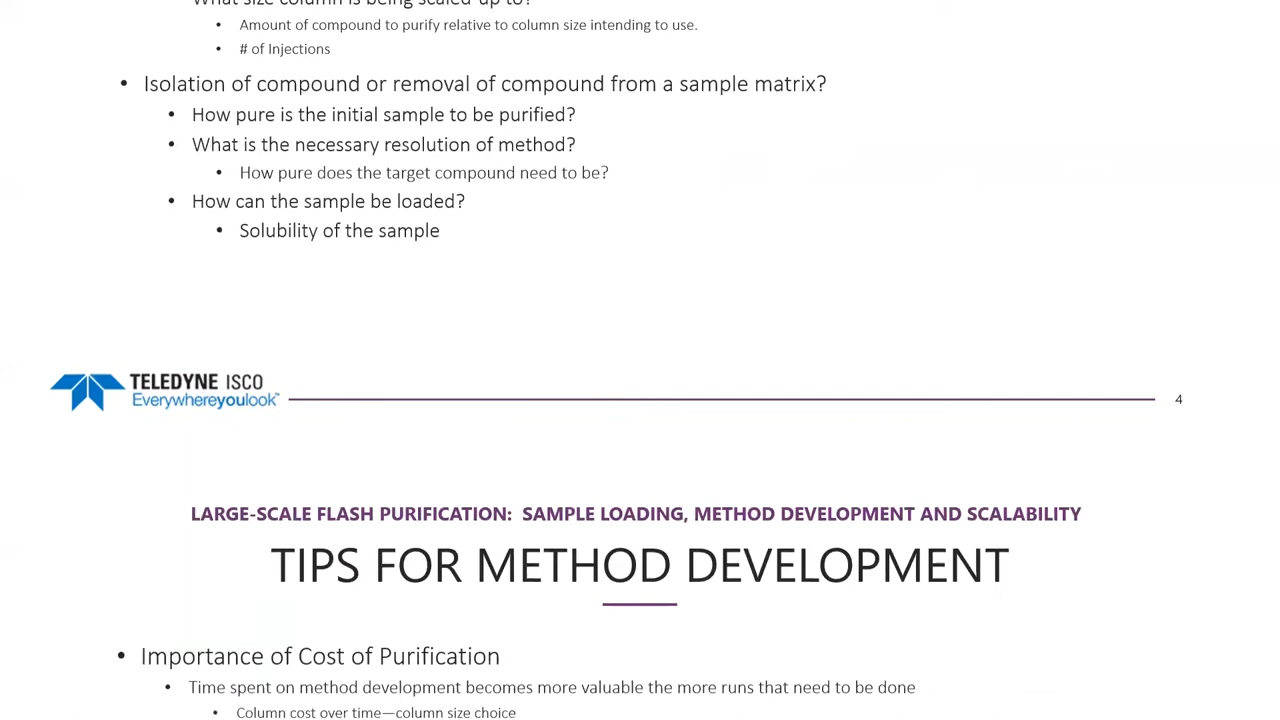 What size column is being scaled-up to?
• Amount of compound to purify relative to column size intending to use.
• # of Injections
• Isolation of compound or removal of compound from a sample matrix?
• How pure is the initial sample to be purified?
• What is the necessary resolution of method?
• How pure does the target compound need to be?
• How can the sample be loaded?
• Solubility of the sample
TELEDYNE ISCO
Everywhereyoulook™
4
LARGE-SCALE FLASH PURIFICATION: SAMPLE LOADING, METHOD DEVELOPMENT AND SCALABILITY
TIPS FOR METHOD DEVELOPMENT
• Importance of Cost of Purification
• Time spent on method development becomes more valuable the more runs that need to be done
• Column cost over time—column size choice